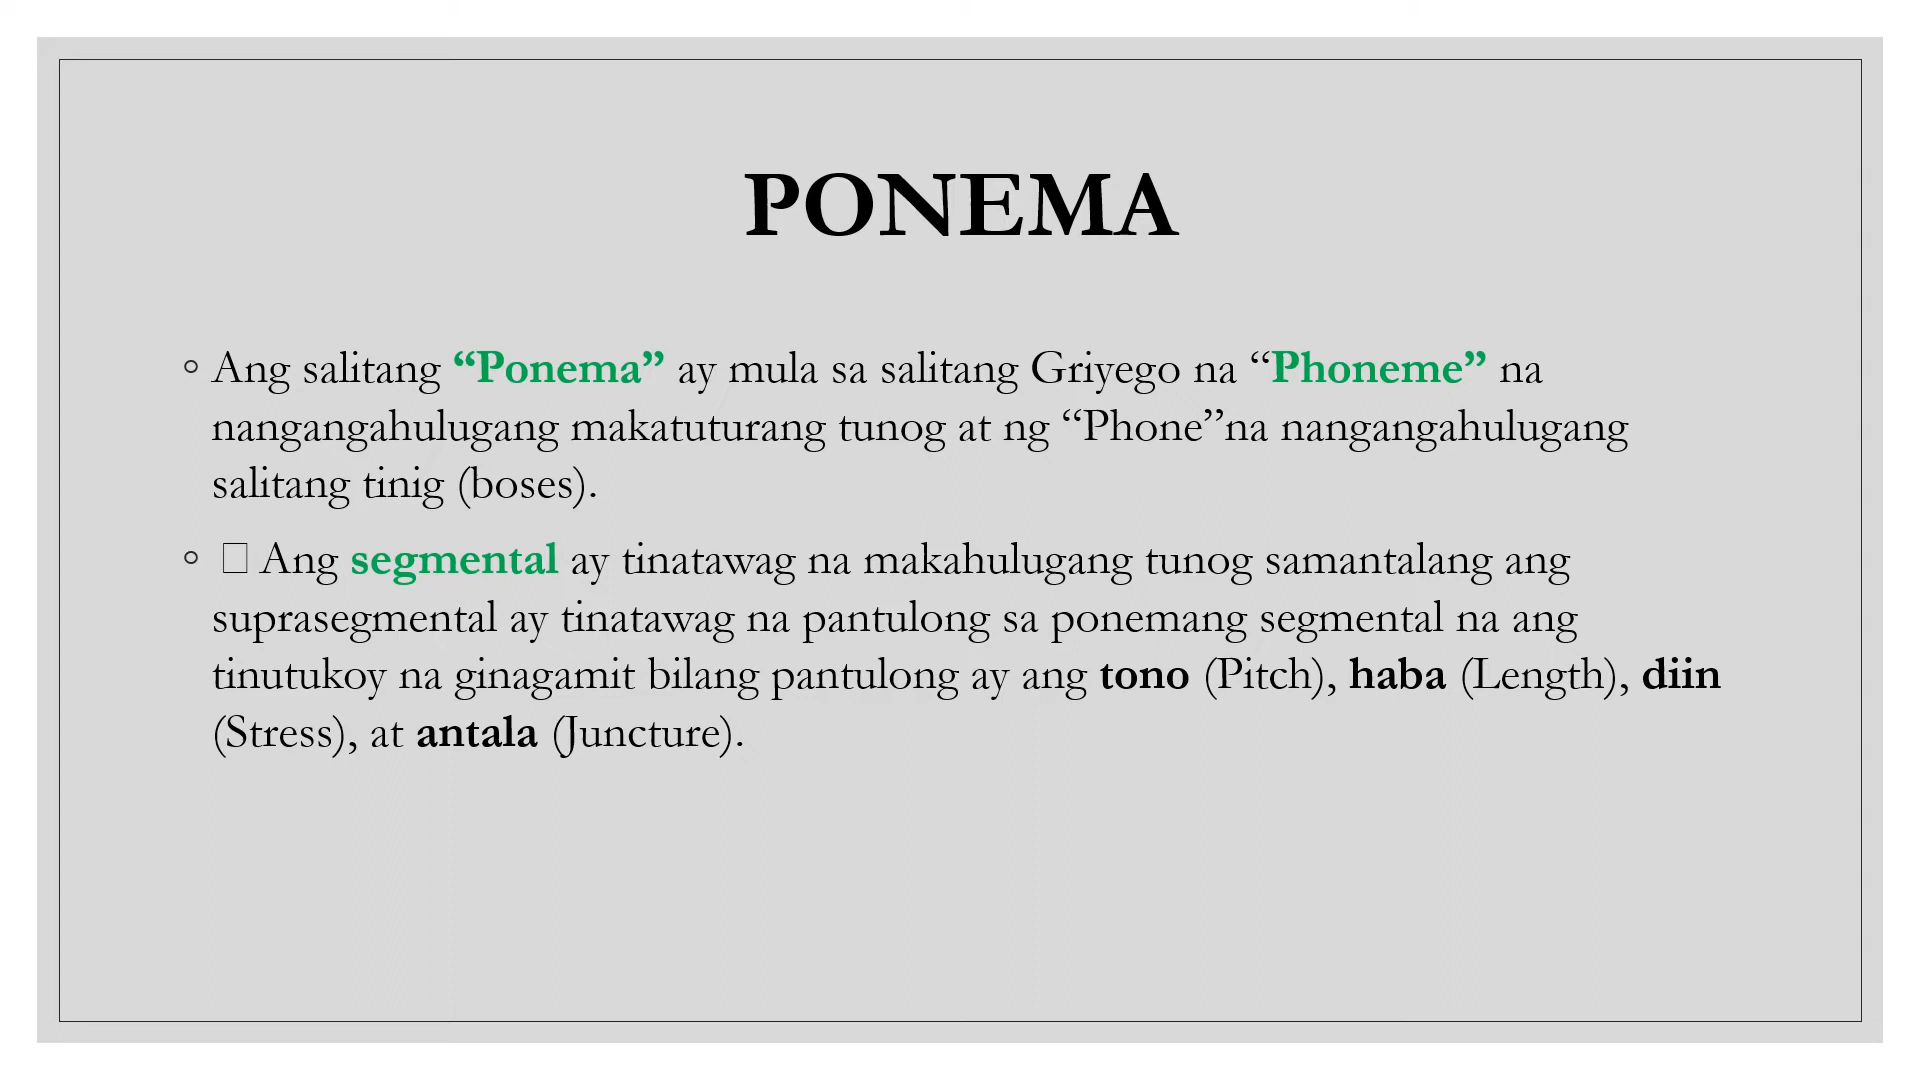 PONEMA
◦ Ang salitang “Ponema” ay mula sa salitang Griyego na “Phoneme” na
nangangahulugang makatuturang tunog at ng “Phone”na nangangahulugang
salitang tinig (boses).
◦ □ Ang segmental ay tinatawag na makahulugang tunog samantalang ang
suprasegmental ay tinatawag na pantulong sa ponemang segmental na ang
tinutukoy na ginagamit bilang pantulong ay ang tono (Pitch), haba (Length), diin
(Stress), at antala (Juncture).